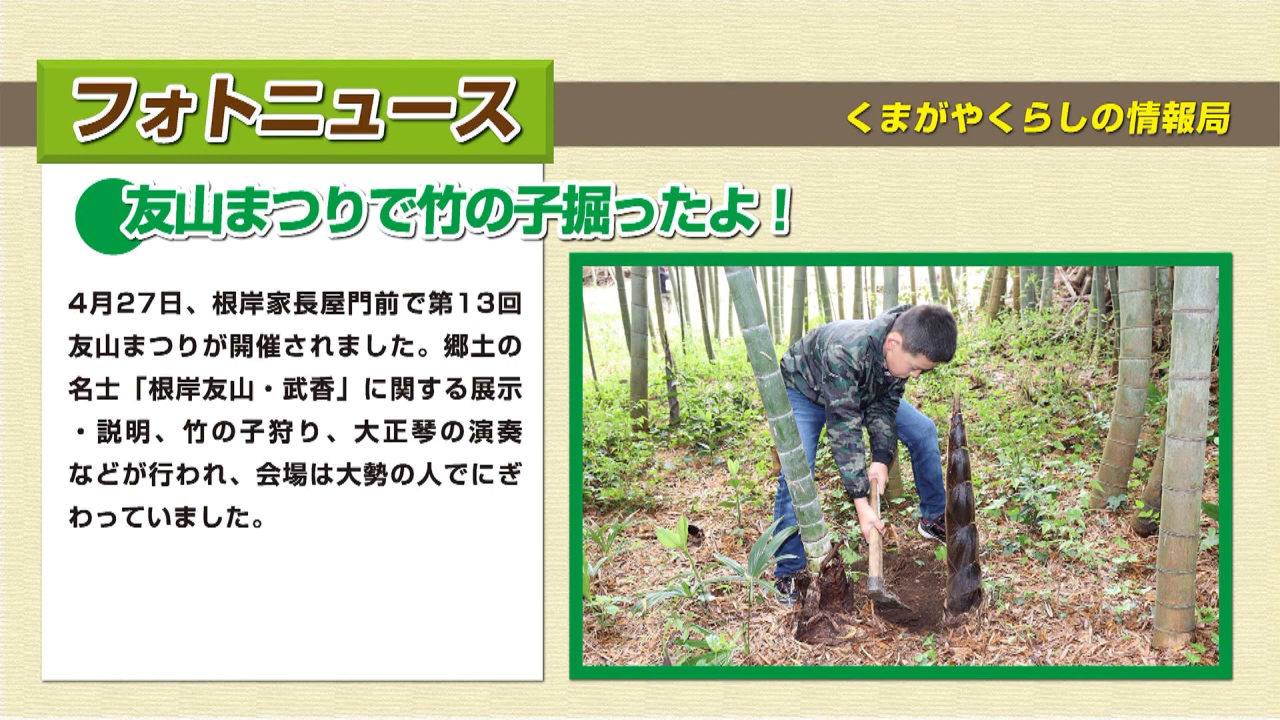 フォトニュース
くまがやくらしの情報局
友山まつりで竹の子掘ったよ!
4月27日、根岸家長屋門前で第13回
友山まつりが開催されました。郷土の
名士「根岸友山・武香」に関する展示
・説明、竹の子狩り、大正琴の演奏
などが行われ、会場は大勢の人でにぎ
わっていました。